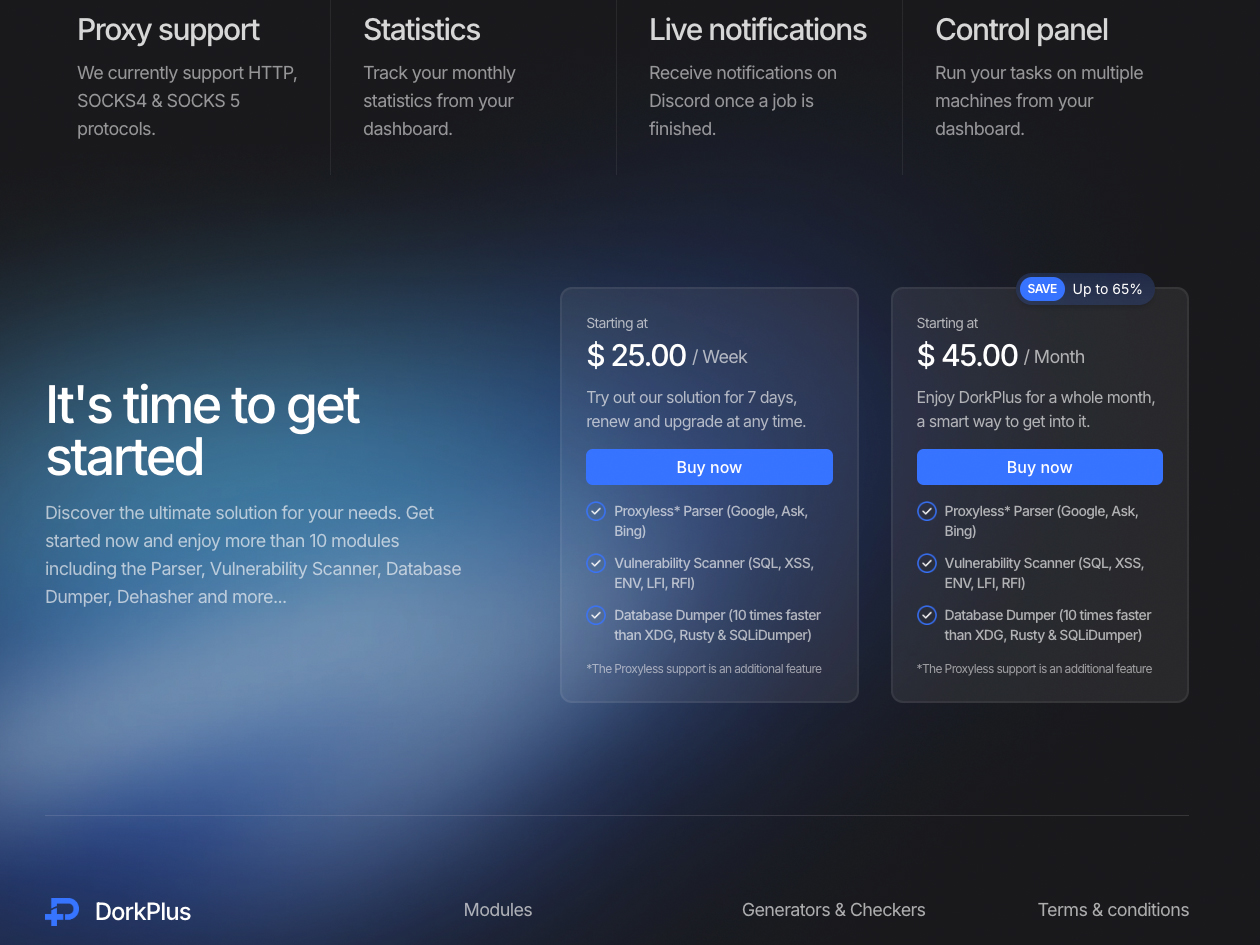 Proxy support
We currently support HTTP,
SOCKS4 & SOCKS 5
protocols.
Statistics
Track your monthly
statistics from your
dashboard.
Live notifications
Receive notifications on
Discord once a job is
finished.
Control panel
Run your tasks on multiple
machines from your
dashboard.
It's time to get
started
Discover the ultimate solution for your needs. Get
started now and enjoy more than 10 modules
including the Parser, Vulnerability Scanner, Database
Dumper, Dehasher and more...
Starting at
$ 25.00 / Week
Try out our solution for 7 days,
renew and upgrade at any time.
Buy now
Proxyless* Parser (Google, Ask,
Bing)
Vulnerability Scanner (SQL, XSS,
ENV, LFI, RFI)
Database Dumper (10 times faster
than XDG, Rusty & SQLiDumper)
*The Proxyless support is an additional feature
SAVE Up to 65%
Starting at
$ 45.00 / Month
Enjoy DorkPlus for a whole month,
a smart way to get into it.
Buy now
Proxyless* Parser (Google, Ask,
Bing)
Vulnerability Scanner (SQL, XSS,
ENV, LFI, RFI)
Database Dumper (10 times faster
than XDG, Rusty & SQLiDumper)
*The Proxyless support is an additional feature
DorkPlus
Modules
Generators & Checkers
Terms & conditions